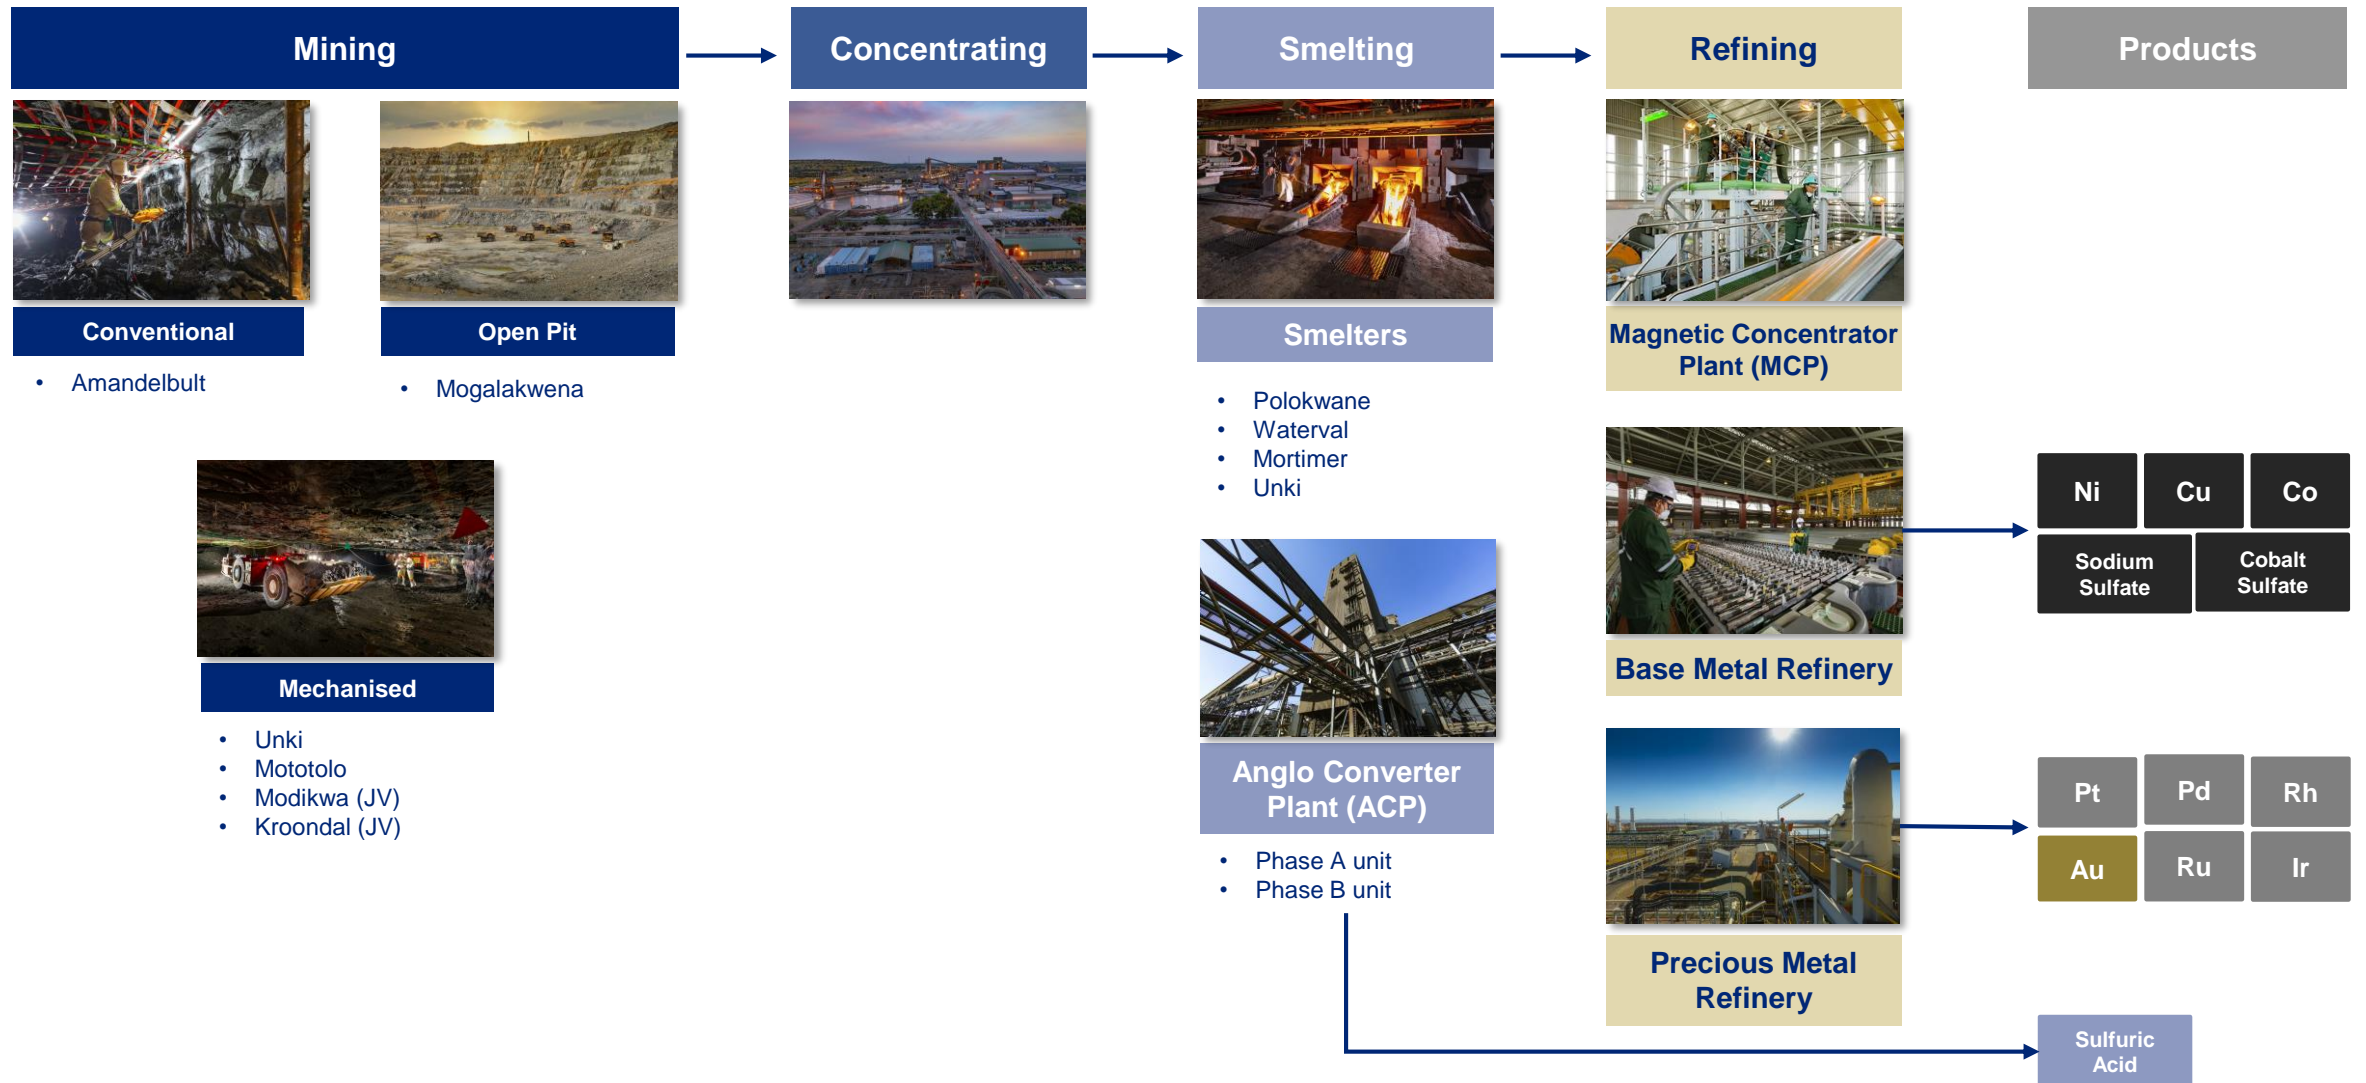 Mining
Concentrating
Smelting
Refining
Products
Conventional
• Amandelbult
Open Pit
• Mogalakwena
Mechanised
• Unki
• Mototolo
• Modikwa (JV)
• Kroondal (JV)
Smelters
• Polokwane
• Waterval
• Mortimer
• Unki
Anglo Converter
Plant (ACP)
• Phase A unit
• Phase B unit
Magnetic Concentrator
Plant (MCP)
Base Metal Refinery
Precious Metal
Refinery
Ni
Cu
Co
Sodium
Sulfate
Cobalt
Sulfate
Pt
Pd
Rh
Au
Ru
Ir
Sulfuric
Acid